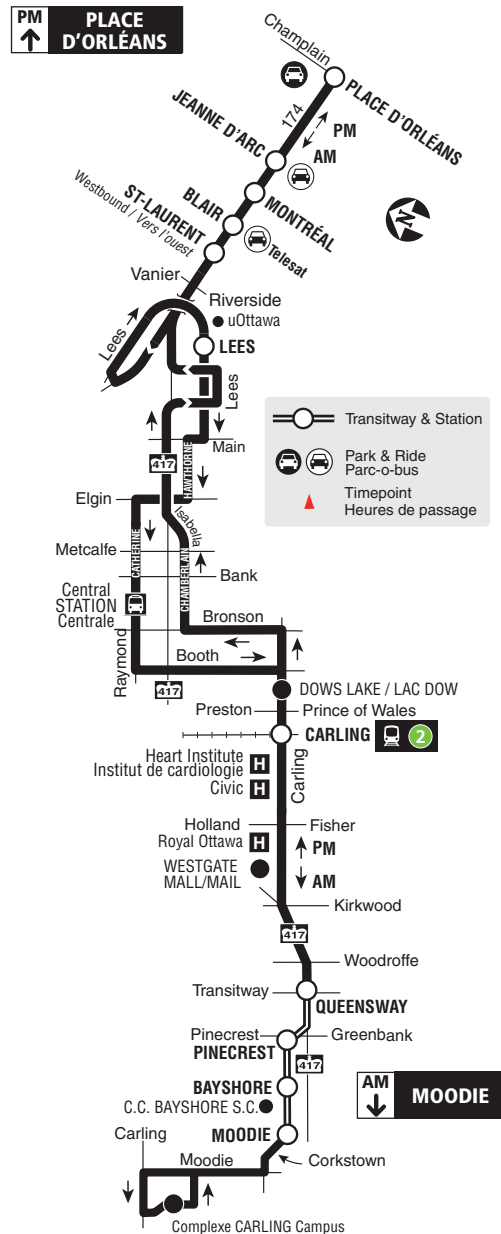 PM
PLACE
D'ORLÉANS
Champlain
PLACE D'ORLÉANS
174
PM
JEANNE D'ARC
AM
MONTRÉAL
BLAIR
Telesat
ST-LAURENT
Westbound / Vers l'ouest
N
Vanier
Riverside
uOttawa
Lees
LEES
Lees
Transitway & Station
Park & Ride
Parc-o-bus
Timepoint
Heures de passage
Main
417
HAWTHORNE
Elgin
Isabella
Metcalfe
CATHERINE
CHAMBERLAIN
Bank
Central
STATION
Centrale
Bronson
Booth
Raymond
417
DOWS LAKE / LAC DOW
Preston
Prince of Wales
CARLING
2
Heart Institute
Institut de cardiologie
H
Civic
H
Carling
Holland
Fisher
Royal Ottawa
H
PM
WESTGATE
MALL/MAIL
AM
Kirkwood
417
Woodroffe
Transitway
QUEENSWAY
Pinecrest
Greenbank
PINECREST
417
BAYSHORE
C.C. BAYSHORE S.C.
AM
MOODIE
MOODIE
Carling
Moodie
Corkstown
Complexe CARLING Campus